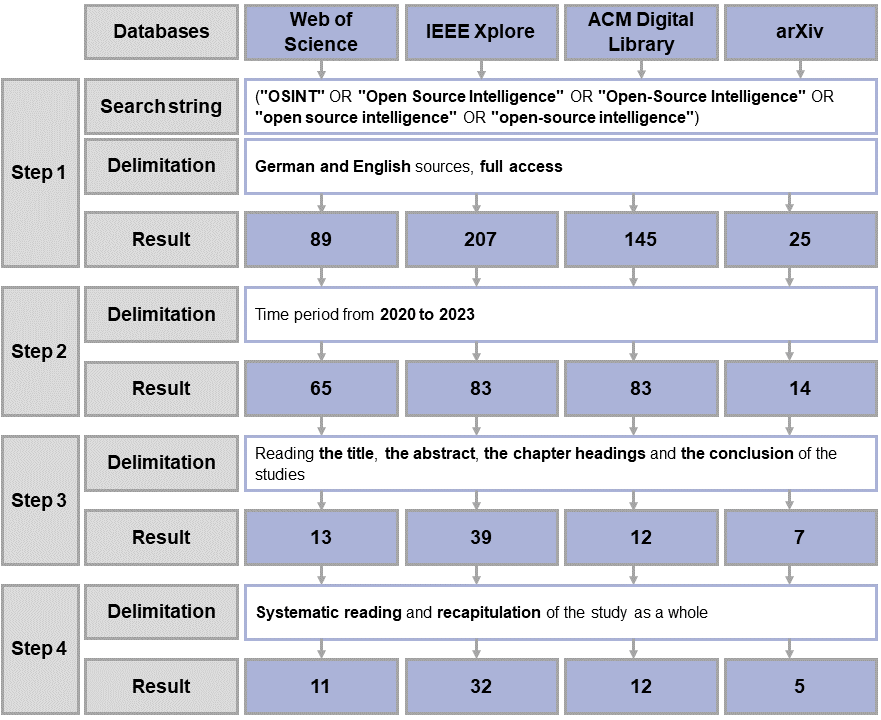 Databases
Web of
Science
IEEE Xplore
ACM Digital
Library
arXiv
Step 1
Search string
("OSINT" OR "Open Source Intelligence" OR "Open-Source Intelligence" OR
"open source intelligence" OR "open-source intelligence")
Delimitation
German and English sources, full access
Result
89
207
145
25
Step 2
Delimitation
Time period from 2020 to 2023
Result
65
83
83
14
Step 3
Delimitation
Reading the title, the abstract, the chapter headings and the conclusion of the
studies
Result
13
39
12
7
Step 4
Delimitation
Systematic reading and recapitulation of the study as a whole
Result
11
32
12
5